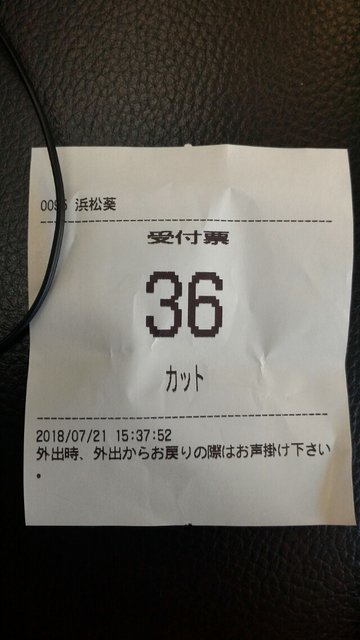 浜松葵
受付票
36
カット
2018/07/21 15:37:52
外出時、外出からお戻りの際はお声掛け下さい
。